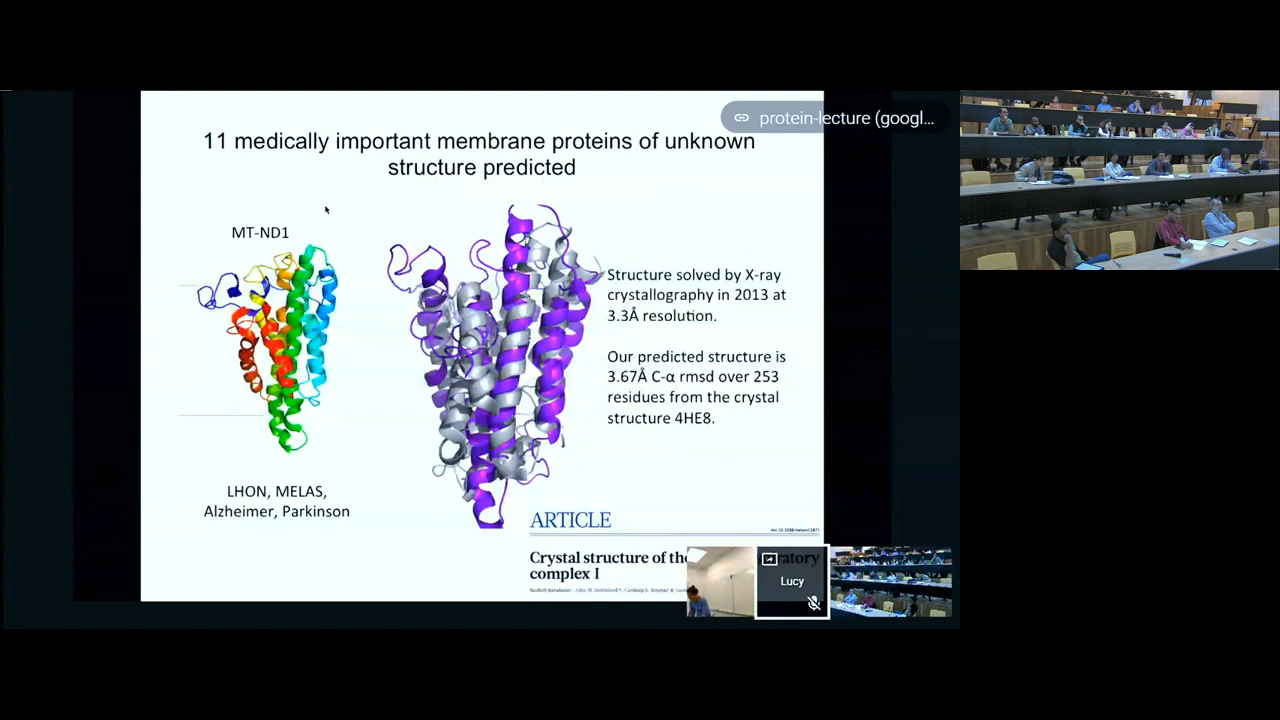 protein-lecture (googl...
11 medically important membrane proteins of unknown
structure predicted
MT-ND1
Structure solved by X-ray
crystallography in 2013 at
3.3Å resolution.
Our predicted structure is
3.67Å C-α rmsd over 253
residues from the crystal
structure 4HE8.
LHON, MELAS,
Alzheimer, Parkinson
ARTICLE
Crystal structure of the
complex I
Lucy